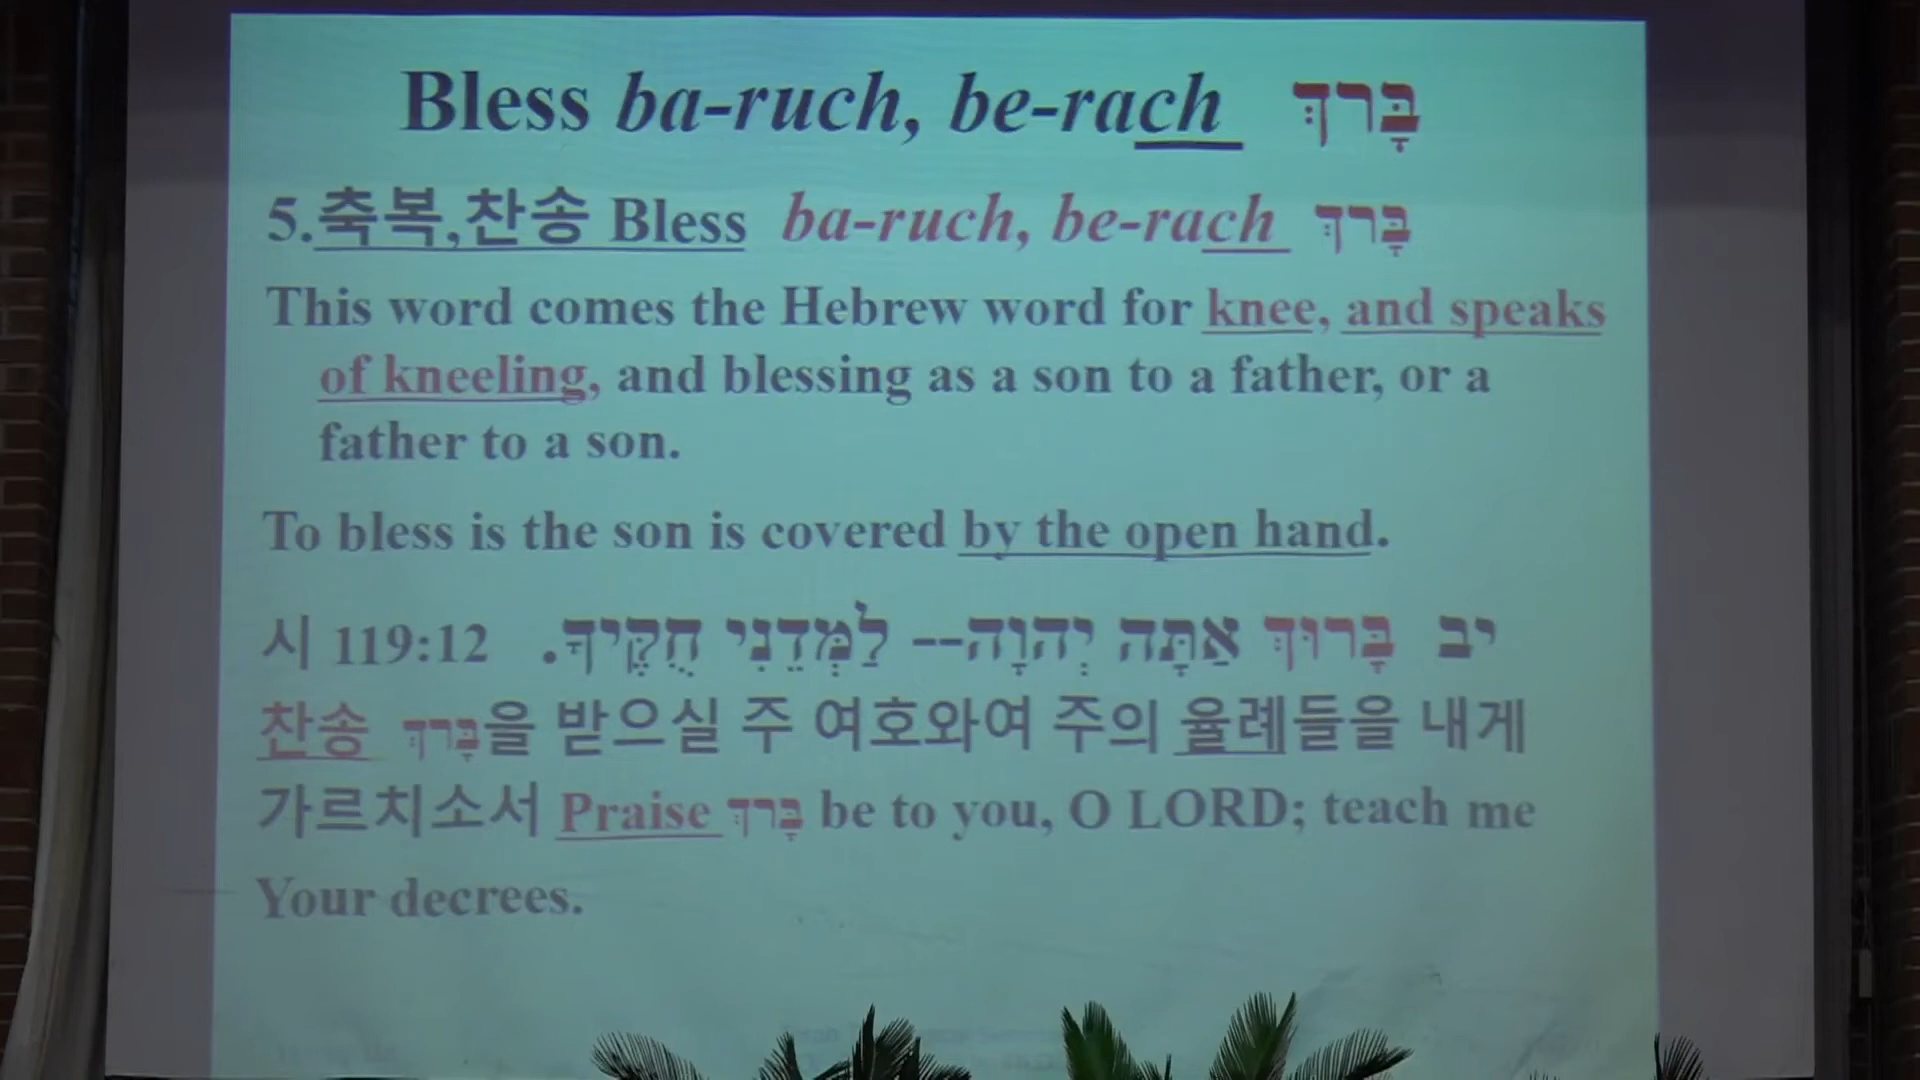 Bless ba-ruch, be-rach בָּרךְ
5.축복,찬송 Bless ba-ruch, be-rach בָּרךְ
This word comes the Hebrew word for knee, and speaks
of kneeling, and blessing as a son to a father, or a
father to a son.
To bless is the son is covered by the open hand.
시 119:12 יב בָּרוּךְ אַתָּה יְהוָה-- לַמְּדֵנִי חֻקֶּיךָ.
찬송 בָּרךְ을 받으실 주 여호와여 주의 율례들을 내게
가르치소서 Praise בָּרךְ be to you, O LORD; teach me
Your decrees.